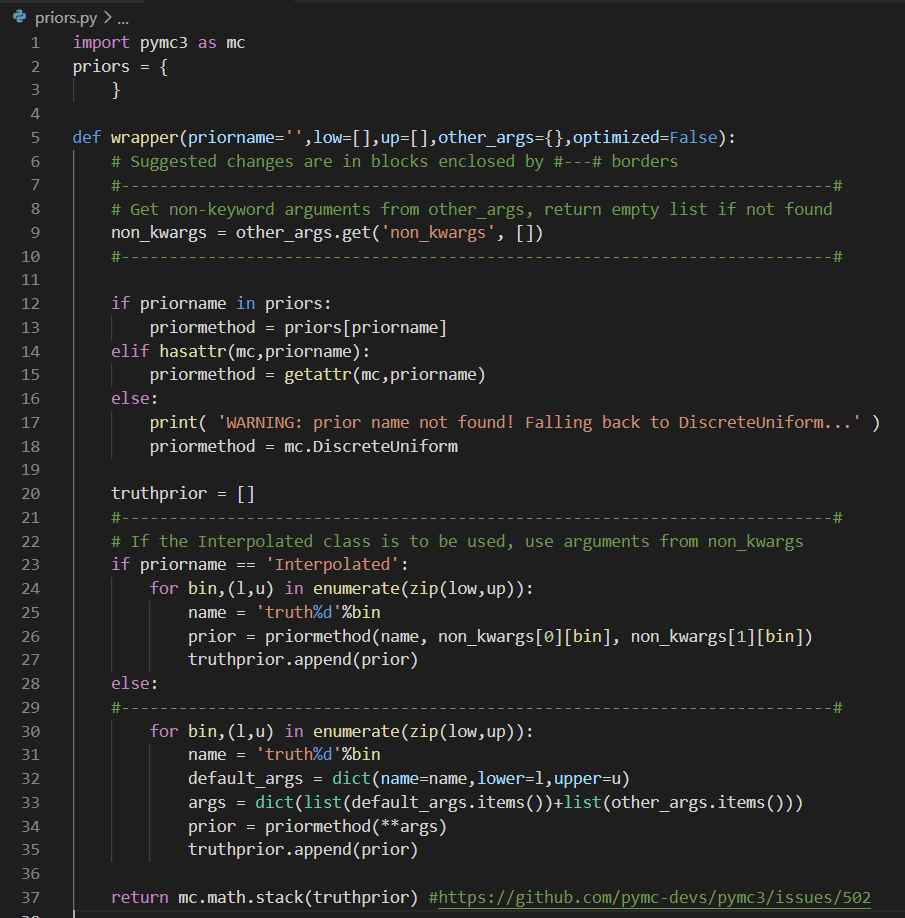 priors.py > ...
1 import pymc3 as mc
2 priors = {
3     }
4
5 def wrapper(priorname='',low=[],up=[],other_args={},optimized=False):
6     # Suggested changes are in blocks enclosed by #---# borders
7     #--------------------------------------------------------------------------#
8     # Get non-keyword arguments from other_args, return empty list if not found
9     non_kwargs = other_args.get('non_kwargs', [])
10     #--------------------------------------------------------------------------#
11
12     if priorname in priors:
13         priormethod = priors[priorname]
14     elif hasattr(mc,priorname):
15         priormethod = getattr(mc,priorname)
16     else:
17         print( 'WARNING: prior name not found! Falling back to DiscreteUniform...' )
18         priormethod = mc.DiscreteUniform
19
20     truthprior = []
21     #--------------------------------------------------------------------------#
22     # If the Interpolated class is to be used, use arguments from non_kwargs
23     if priorname == 'Interpolated':
24         for bin,(l,u) in enumerate(zip(low,up)):
25             name = 'truth%d'%bin
26             prior = priormethod(name, non_kwargs[0][bin], non_kwargs[1][bin])
27             truthprior.append(prior)
28     else:
29     #--------------------------------------------------------------------------#
30         for bin,(l,u) in enumerate(zip(low,up)):
31             name = 'truth%d'%bin
32             default_args = dict(name=name,lower=l,upper=u)
33             args = dict(list(default_args.items())+list(other_args.items()))
34             prior = priormethod(**args)
35             truthprior.append(prior)
36
37     return mc.math.stack(truthprior) #https://github.com/pymc-devs/pymc3/issues/502